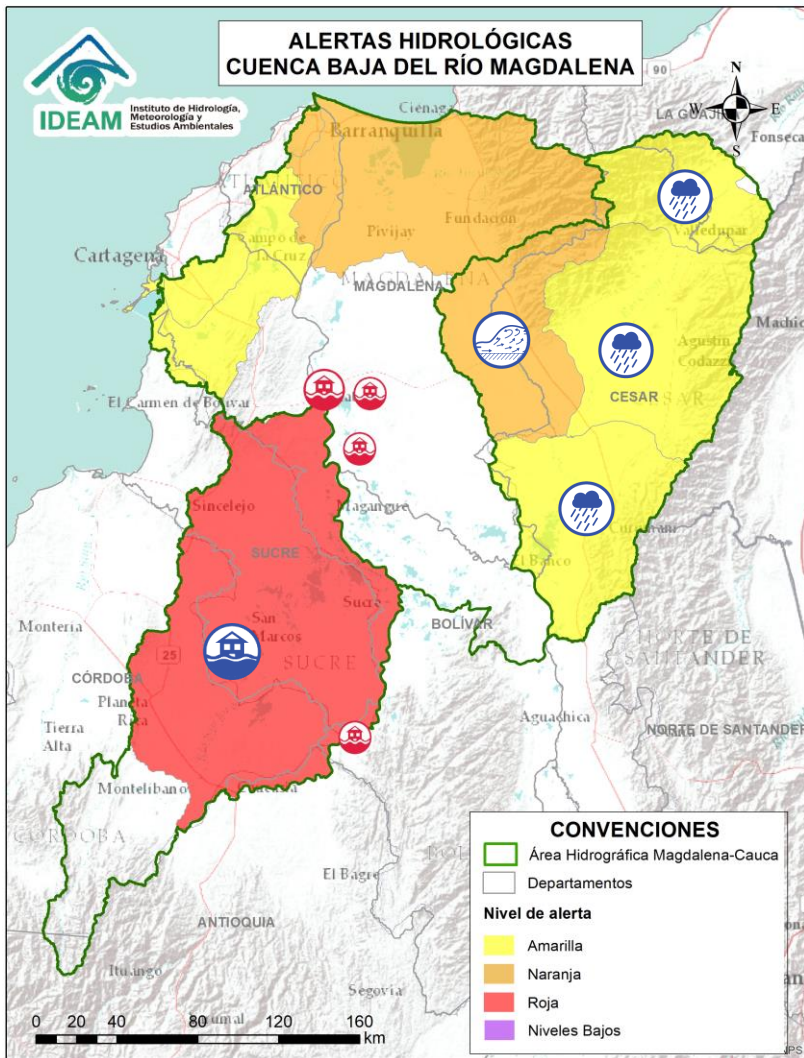 ALERTAS HIDROLÓGICAS
CUENCA BAJA DEL RÍO MAGDALENA
IDEAM
Instituto de Hidrología,
Meteorología y
Estudios Ambientales
N
W E
S
90
Ciénaga
LA GUAJIRA
Fonseca
Barranquilla
ATLÁNTICO
Valledupar
Fundación
Pivijay
Campo de
la Cruz
Cartagena
MAGDALENA
MAGDALENA
Agustín
Codazzi
CESAR
El Carmen de Bolívar
Magangué
Sincelejo
El Banco
SUCRE
Sucre
BOLÍVAR
San
Marcos
SUCRE
Montería
25
CÓRDOBA
Planeta
Rica
Tierra
Alta
NORTE DE
SANTANDER
Aguachica
NORTE DE SANTANDER
Montelíbano
CÓRDOBA
El Bagre
ANTIOQUIA
Ituango
Segovia
CONVENCIONES
Área Hidrográfica Magdalena-Cauca
Departamentos
Nivel de alerta
Amarilla
Naranja
Roja
Niveles Bajos
0 20 40 80 120 160
km